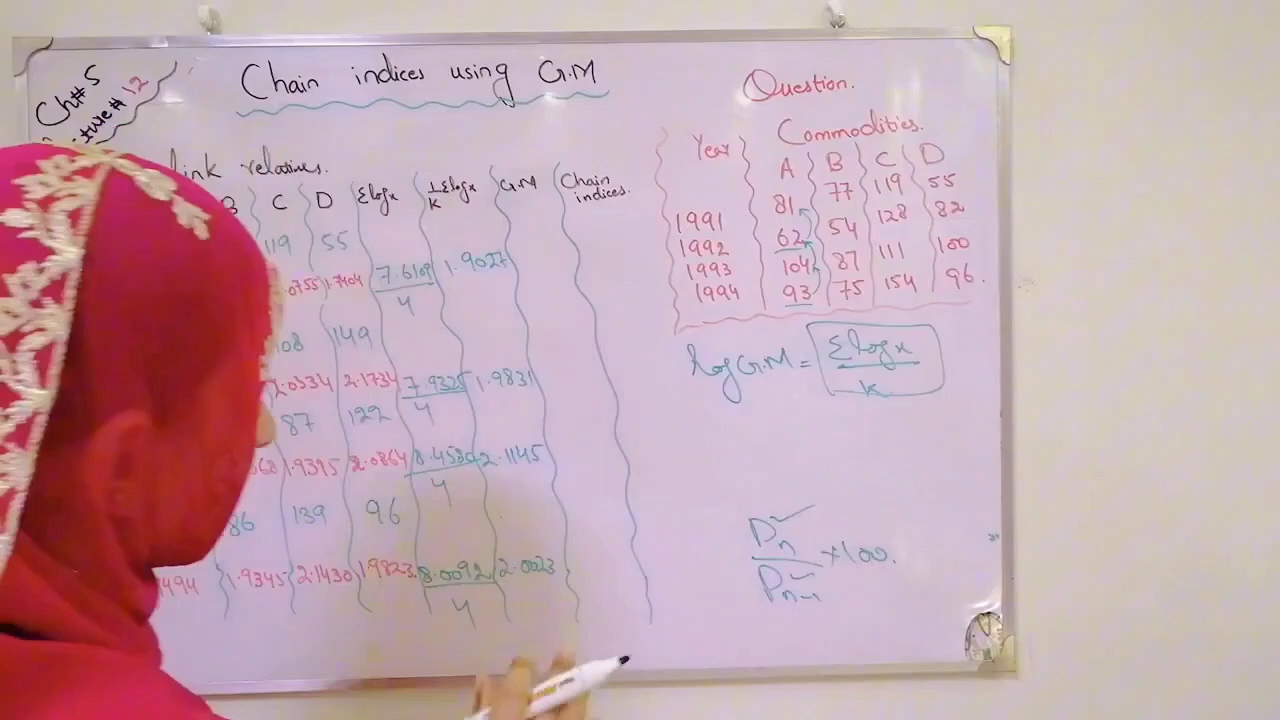 Ch# 5
# 12
Chain indices using G.M
Link relatives.
B C D Σlogx 1/K Σlogx G.M Chain indices.
119 55
.0755 1.7404 7.6109/4 1.9027
108 149
2.0334 2.1734 7.9325/4 1.9831
87 122
1.9395 2.0864 2.1145
4
86 139 96
1494 1.9345 2.1430 1.9823 8.0092/4 2.0023
Question.
Year Commodities.
A B C D
1991 81 77 119 55
1992 62 54 128 82
1993 104 87 111 100
1994 93 75 154 96.
log G.M = Σlogx/k
Pn/Pn-1 ×100.